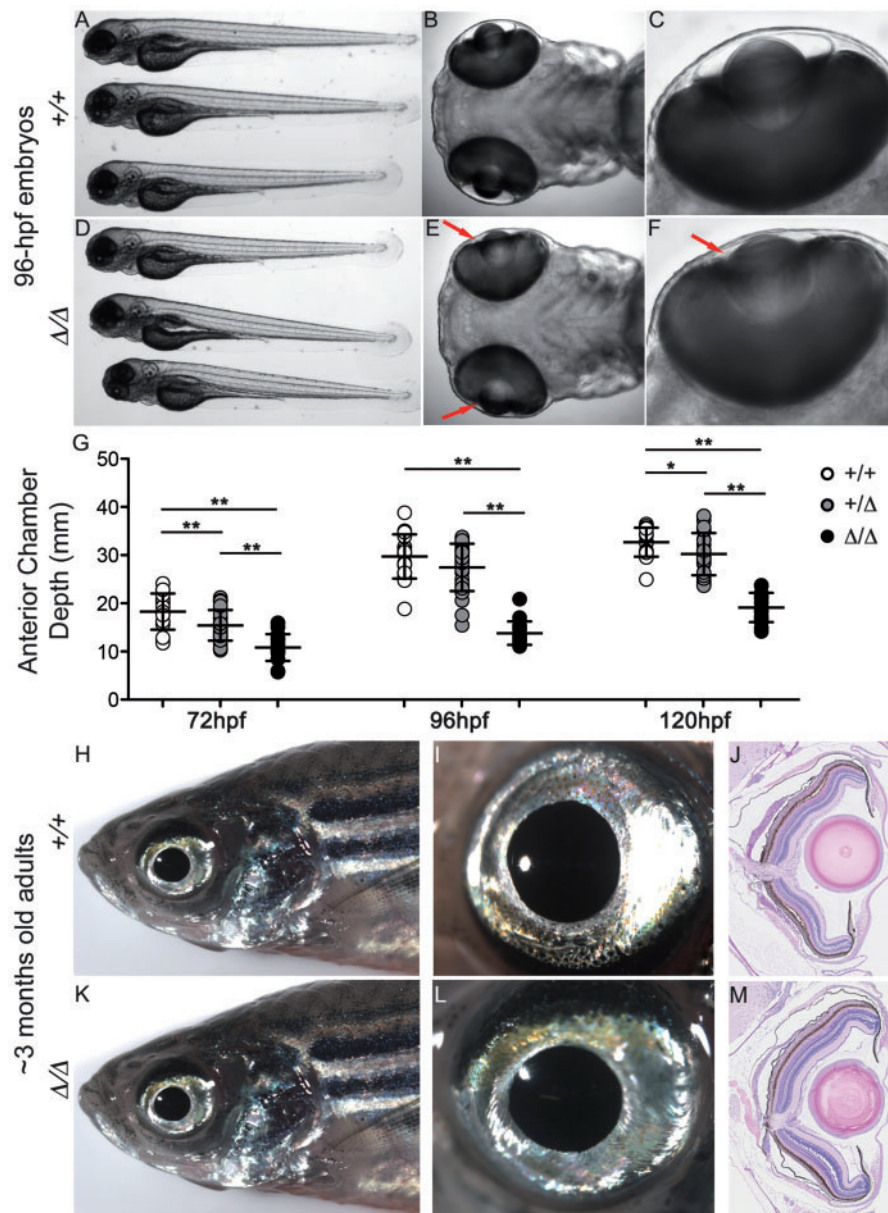 A
B
C
+/+
96-hpf embryos
D
E
F
Δ/Δ
G
Anterior Chamber
Depth (mm)
50
40
30
20
10
0
**
**
**
**
**
**
*
**
+/+
+/Δ
Δ/Δ
72hpf
96hpf
120hpf
H
I
J
+/+
~3 months old adults
K
L
M
Δ/Δ